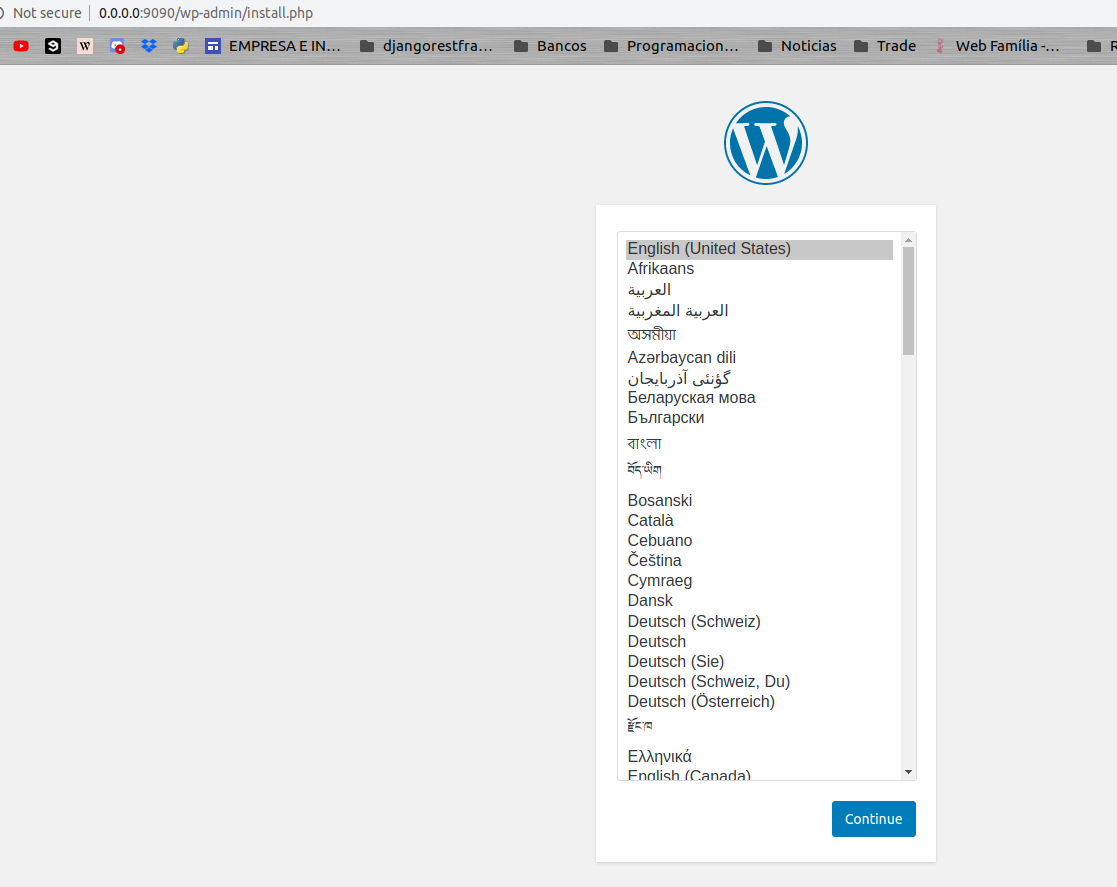 Not secure 0.0.0.0:9090/wp-admin/install.php
EMPRESA E IN... djangorestfra... Bancos Programacion... Noticias Trade Web Família -... R
English (United States)
Afrikaans
العربية
العربية المغربية
অসমীয়া
Azərbaycan dili
گؤنئی آذربایجان
Беларуская мова
Български
বাংলা
བོད་ཡིག
Bosanski
Català
Cebuano
Čeština
Cymraeg
Dansk
Deutsch (Schweiz)
Deutsch
Deutsch (Sie)
Deutsch (Schweiz, Du)
Deutsch (Österreich)
རྫོང་ཁ
Ελληνικά
English (Canada)
Continue